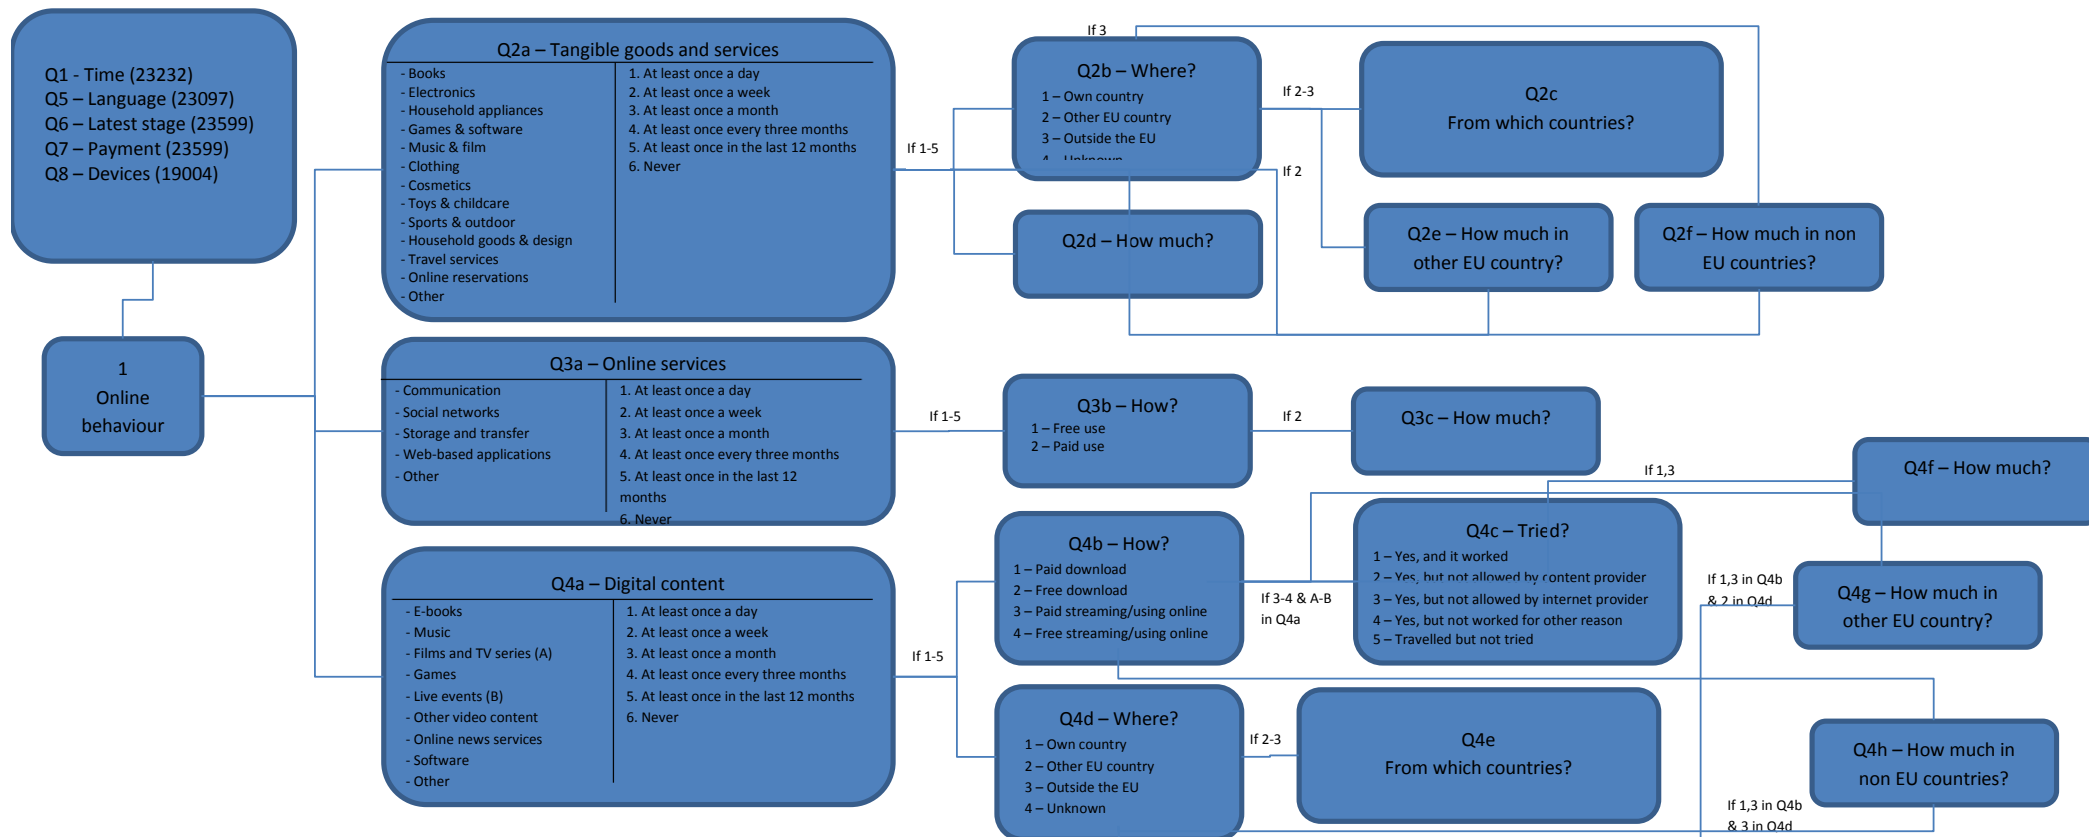 Q1 - Time (23232)
Q5 – Language (23097)
Q6 – Latest stage (23599)
Q7 – Payment (23599)
Q8 – Devices (19004)
1
Online
behaviour
Q2a – Tangible goods and services
- Books
- Electronics
- Household appliances
- Games & software
- Music & film
- Clothing
- Cosmetics
- Toys & childcare
- Sports & outdoor
- Household goods & design
- Travel services
- Online reservations
- Other
1. At least once a day
2. At least once a week
3. At least once a month
4. At least once every three months
5. At least once in the last 12 months
6. Never
If 1-5
Q2b – Where?
1 – Own country
2 – Other EU country
3 – Outside the EU
4 – Unknown
If 3
If 2-3
If 2
Q2c
From which countries?
Q2d – How much?
Q2e – How much in
other EU country?
Q2f – How much in non
EU countries?
Q3a – Online services
- Communication
- Social networks
- Storage and transfer
- Web-based applications
- Other
1. At least once a day
2. At least once a week
3. At least once a month
4. At least once every three months
5. At least once in the last 12
months
6. Never
If 1-5
Q3b – How?
1 – Free use
2 – Paid use
If 2
Q3c – How much?
Q4a – Digital content
- E-books
- Music
- Films and TV series (A)
- Games
- Live events (B)
- Other video content
- Online news services
- Software
- Other
1. At least once a day
2. At least once a week
3. At least once a month
4. At least once every three months
5. At least once in the last 12 months
6. Never
If 1-5
Q4b – How?
1 – Paid download
2 – Free download
3 – Paid streaming/using online
4 – Free streaming/using online
If 3-4 & A-B
in Q4a
Q4c – Tried?
1 – Yes, and it worked
2 – Yes, but not allowed by content provider
3 – Yes, but not allowed by internet provider
4 – Yes, but not worked for other reason
5 – Travelled but not tried
If 1,3
Q4f – How much?
If 1,3 in Q4b
& 2 in Q4d
Q4g – How much in
other EU country?
Q4d – Where?
1 – Own country
2 – Other EU country
3 – Outside the EU
4 – Unknown
If 2-3
Q4e
From which countries?
Q4h – How much in
non EU countries?
If 1,3 in Q4b
& 3 in Q4d